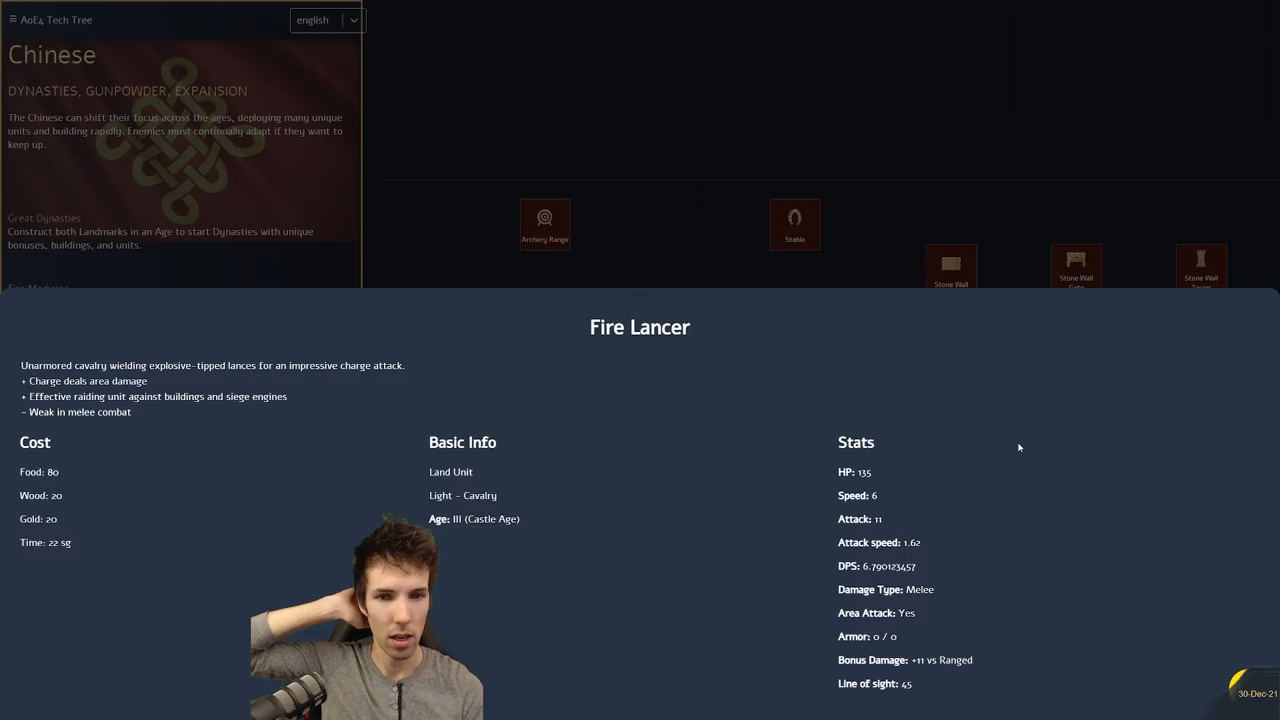 ≡ AoE4 Tech Tree
english
Chinese
DYNASTIES, GUNPOWDER, EXPANSION
The Chinese can shift their focus across the ages, deploying many unique
units and building rapidly. Enemies must continually adapt if they want to
keep up.
Great Dynasties
Construct both Landmarks in an Age to start Dynasties with unique
bonuses, buildings, and units.
Archery Range
Stable
Stone Wall
Stone Wall
Gate
Stone Wall
Tower
Fire Lancer
Unarmored cavalry wielding explosive-tipped lances for an impressive charge attack.
+ Charge deals area damage
+ Effective raiding unit against buildings and siege engines
- Weak in melee combat
Cost
Food: 80
Wood: 20
Gold: 20
Time: 22 sg
Basic Info
Land Unit
Light - Cavalry
Age: III (Castle Age)
Stats
HP: 135
Speed: 6
Attack: 11
Attack speed: 1.62
DPS: 6.790123457
Damage Type: Melee
Area Attack: Yes
Armor: 0 / 0
Bonus Damage: +11 vs Ranged
Line of sight: 45
30-Dec-21